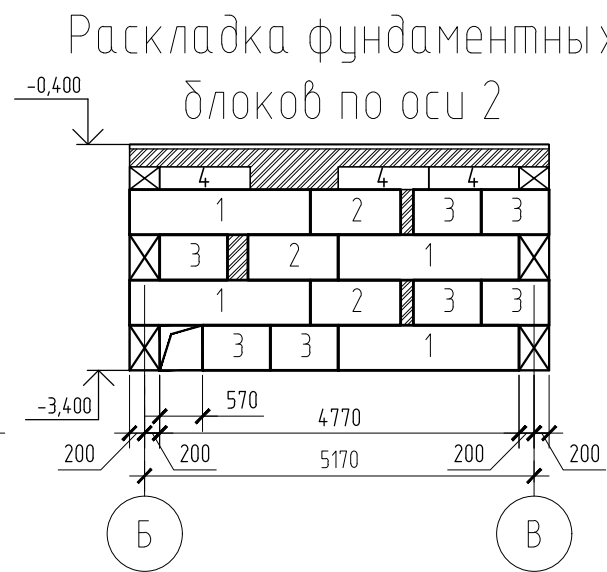 Раскладка фундаментных
блоков по оси 2
-0,400
4 4 4
1 2 3 3
3 2 1
1 2 3 3
3 3 1
-3,400
570
4770
200 200 200 200
5170
Б В